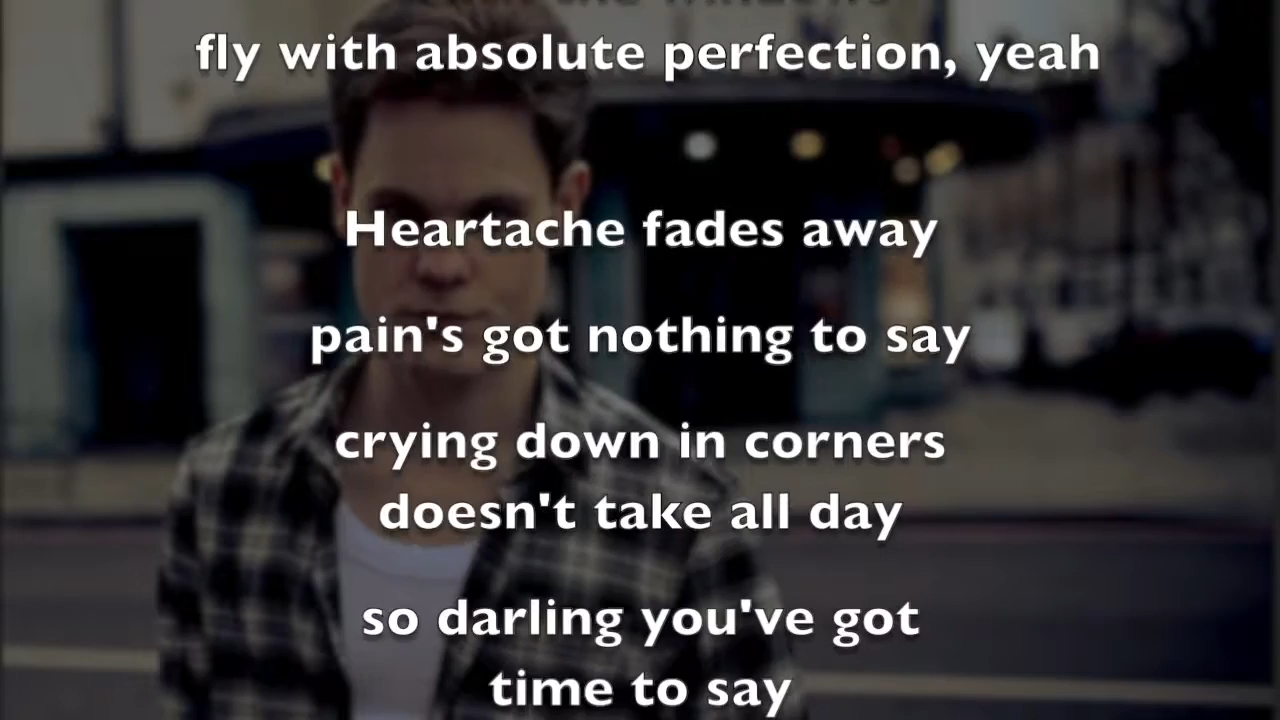 fly with absolute perfection, yeah
Heartache fades away
pain's got nothing to say
crying down in corners
doesn't take all day
so darling you've got
time to say